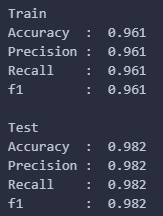 Train
Accuracy  :  0.961
Precision :  0.961
Recall    :  0.961
f1        :  0.961

Test
Accuracy  :  0.982
Precision :  0.982
Recall    :  0.982
f1        :  0.982